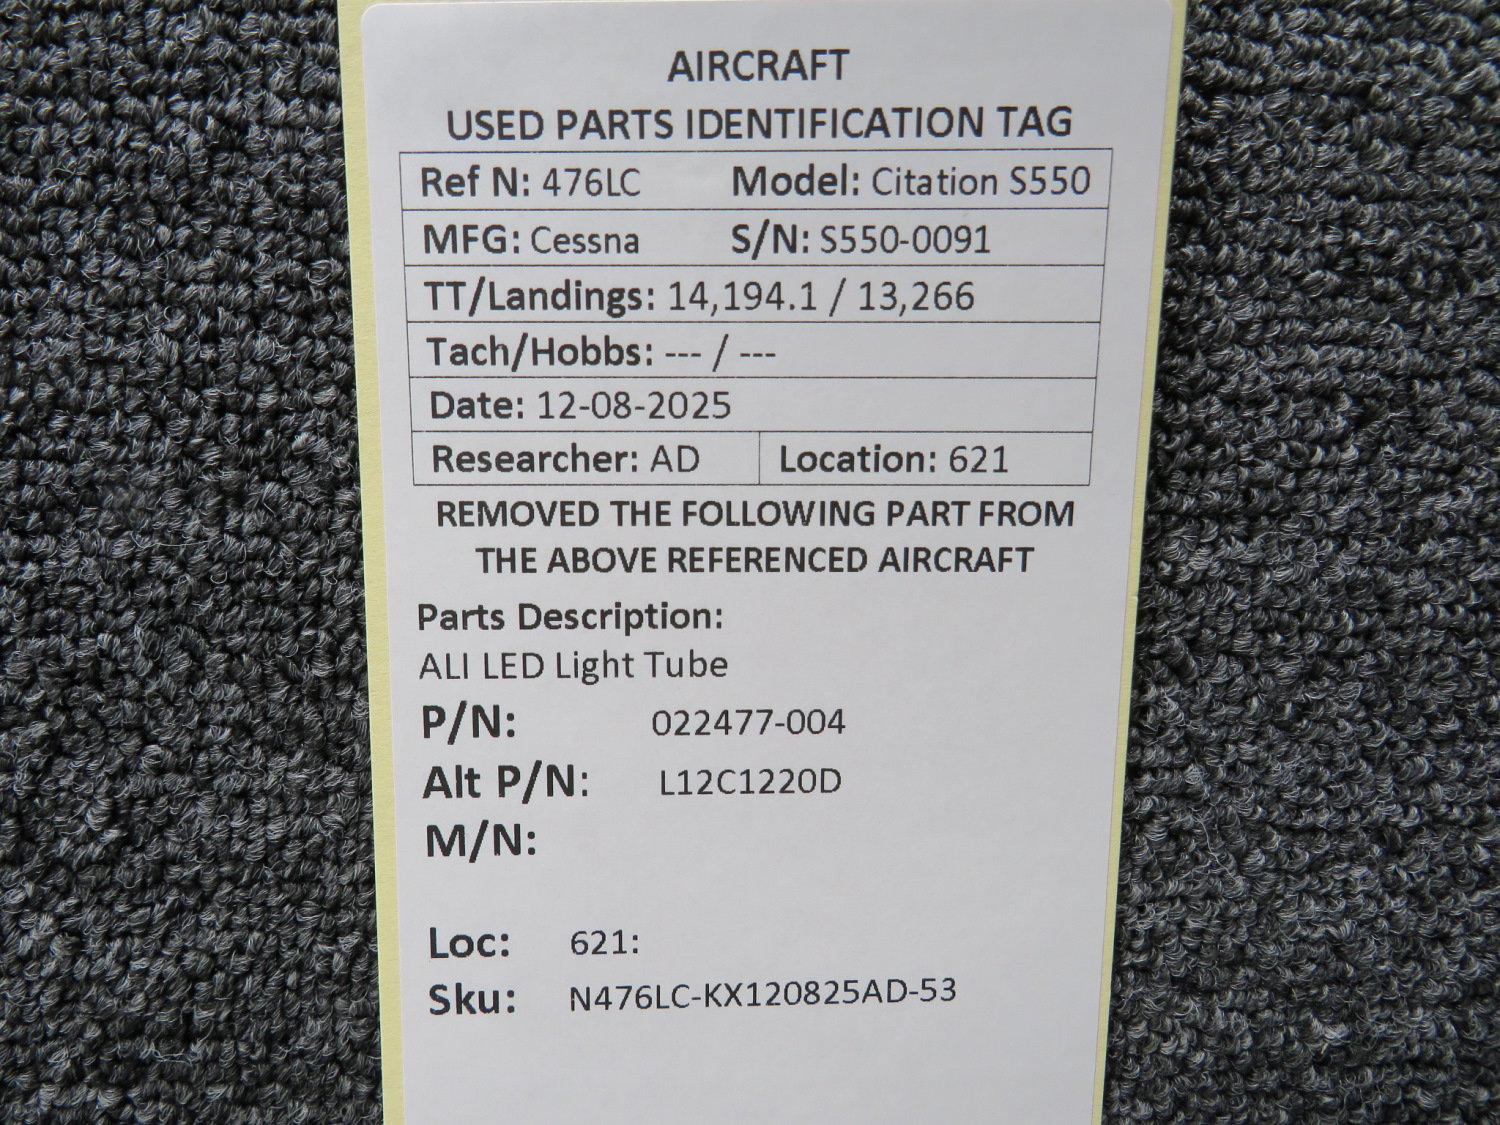 AIRCRAFT
USED PARTS IDENTIFICATION TAG
Ref N: 476LC Model: Citation S550
MFG: Cessna S/N: S550-0091
TT/Landings: 14,194.1 / 13,266
Tach/Hobbs: --- / ---
Date: 12-08-2025
Researcher: AD Location: 621
REMOVED THE FOLLOWING PART FROM
THE ABOVE REFERENCED AIRCRAFT
Parts Description:
ALI LED Light Tube
P/N: 022477-004
Alt P/N: L12C1220D
M/N:
Loc: 621:
Sku: N476LC-KX120825AD-53